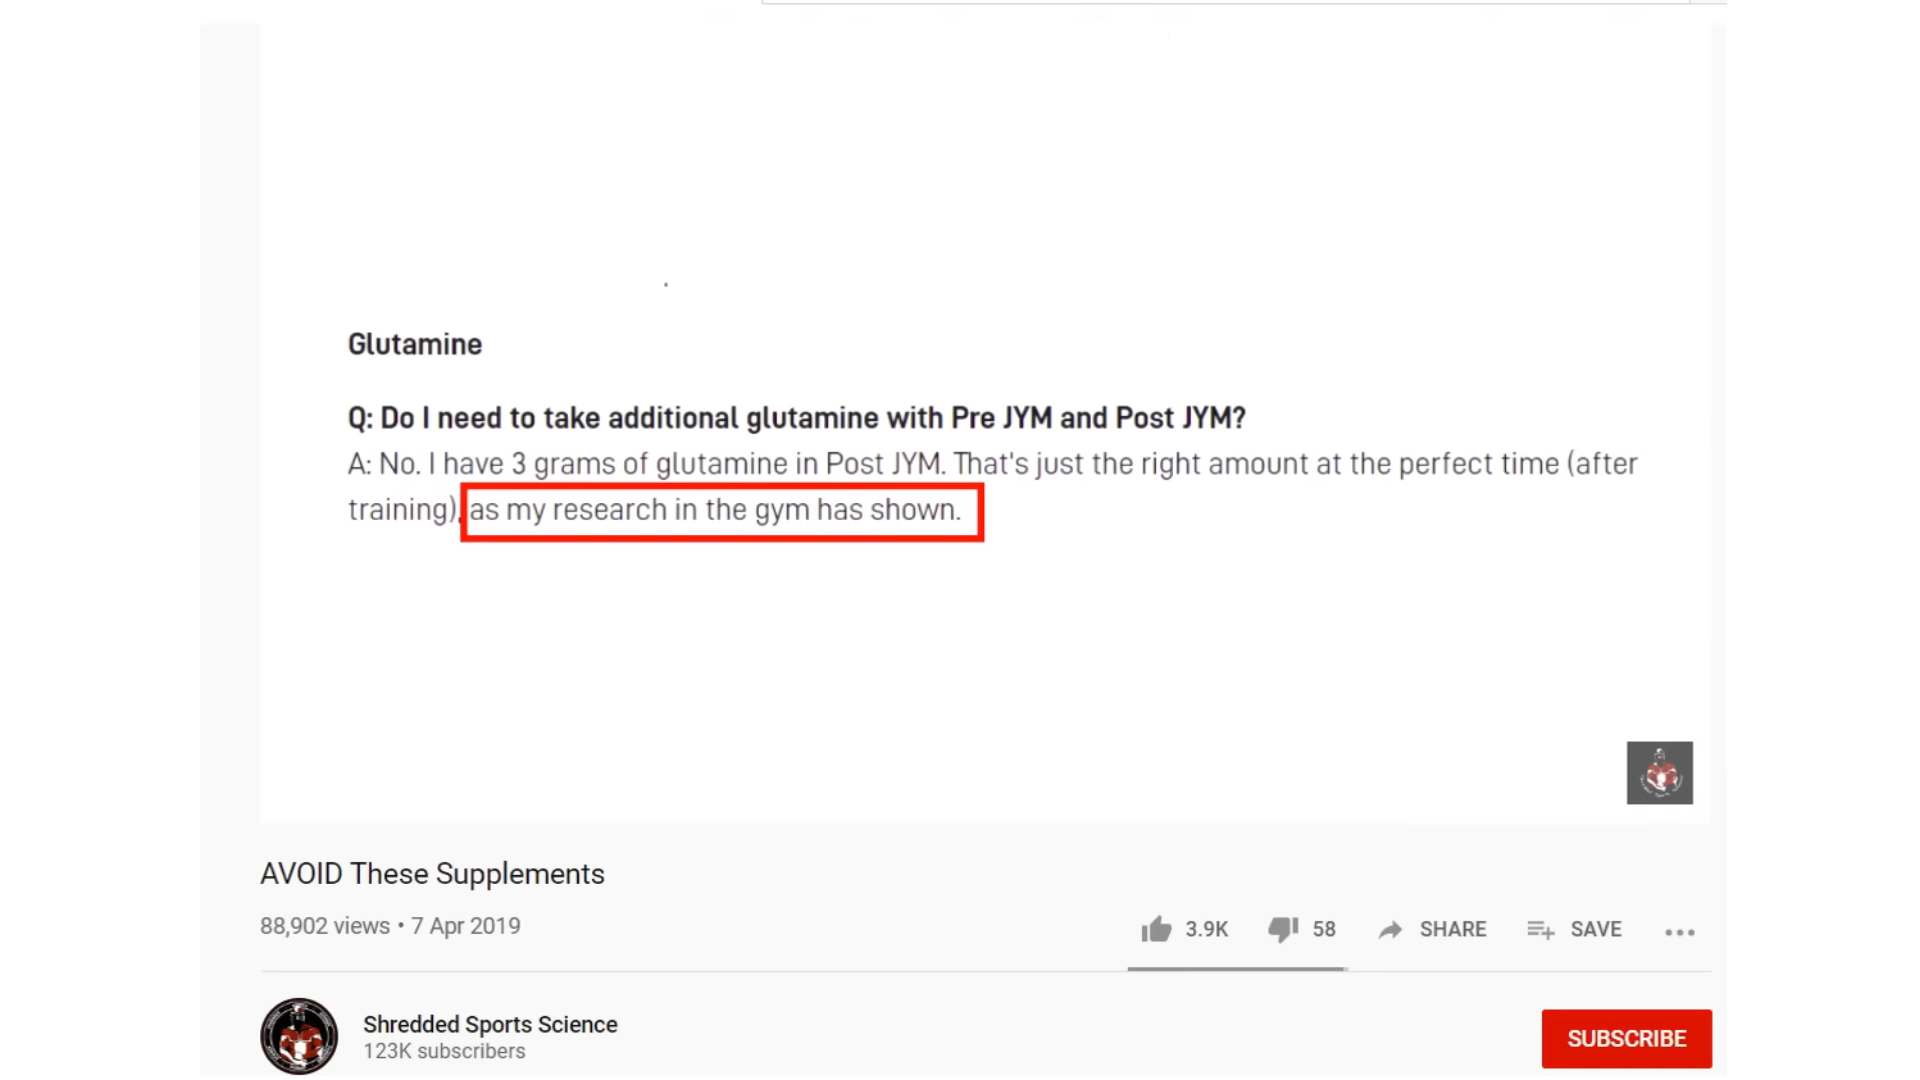 Glutamine
Q: Do I need to take additional glutamine with Pre JYM and Post JYM?
A: No. I have 3 grams of glutamine in Post JYM. That's just the right amount at the perfect time (after
training), as my research in the gym has shown.
AVOID These Supplements
88,902 views • 7 Apr 2019
3.9K 58 SHARE SAVE
Shredded Sports Science
123K subscribers
SUBSCRIBE